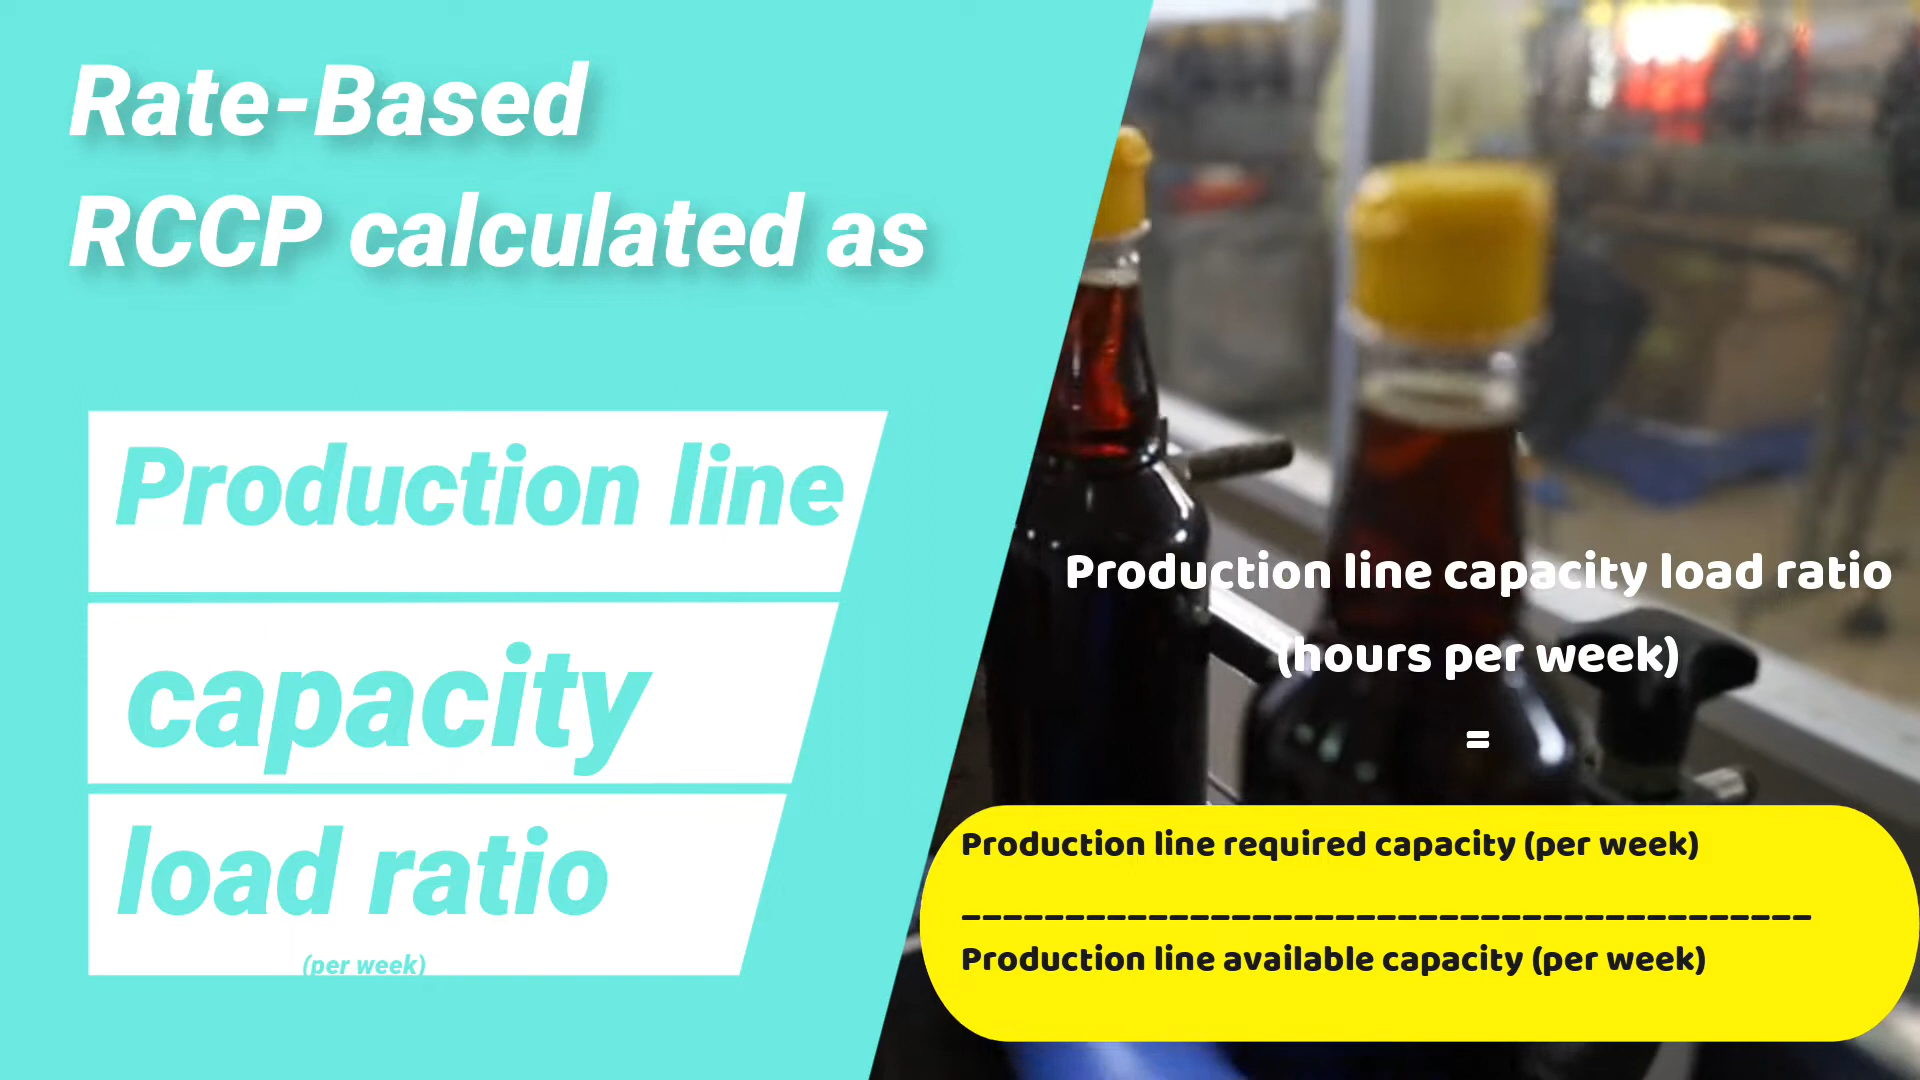 Rate-Based
RCCP calculated as
Production line
capacity
load ratio
(per week)
Production line capacity load ratio
(hours per week)
=
Production line required capacity (per week)
_________________________________________
Production line available capacity (per week)